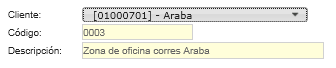 Cliente: [01000701] - Araba
Código: 0003
Descripción: Zona de oficina corres Araba